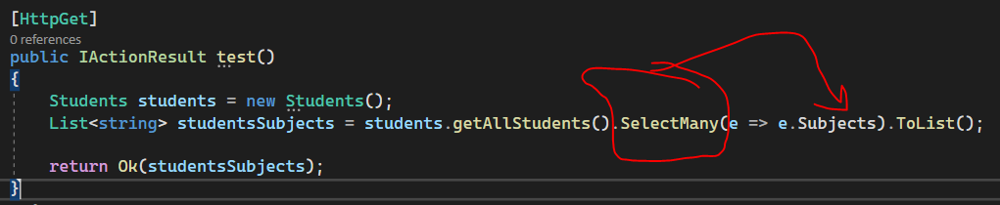 [HttpGet]
0 references
public IActionResult test()
{
Students students = new Students();
List<string> studentsSubjects = students.getAllStudents().SelectMany(e => e.Subjects).ToList();
return Ok(studentsSubjects);
}